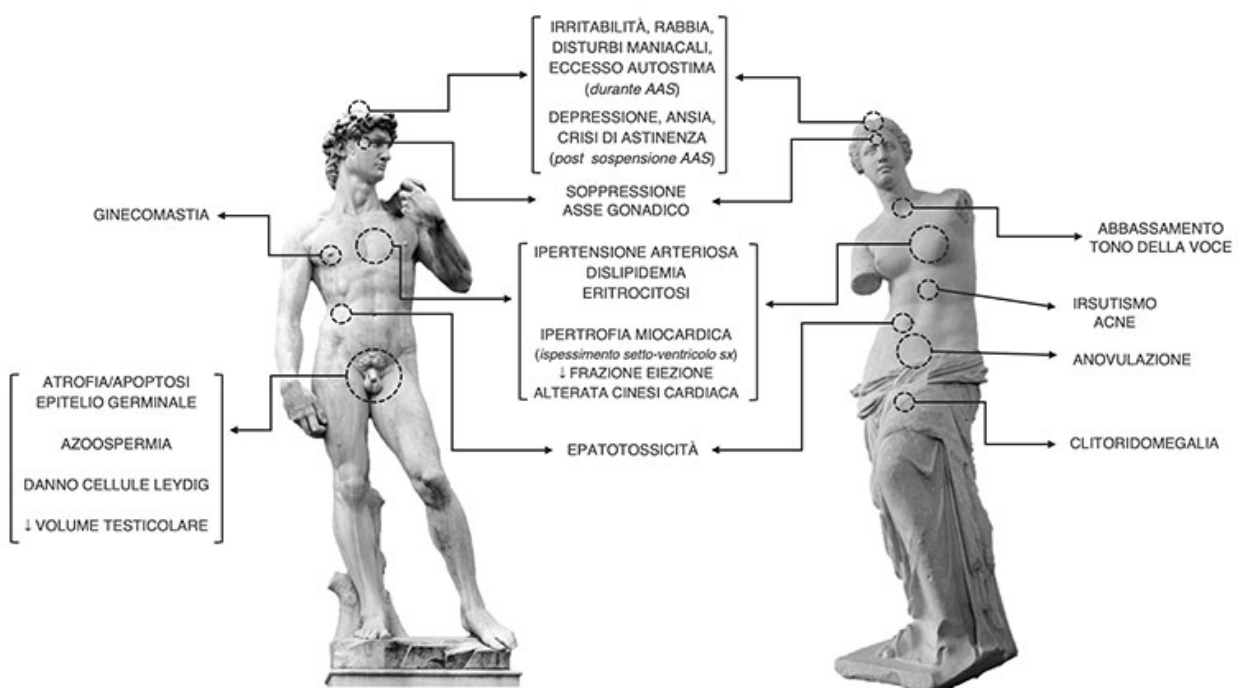 IRRITABILITÀ, RABBIA,
DISTURBI MANIACALI,
ECCESSO AUTOSTIMA
(durante AAS)
DEPRESSIONE, ANSIA,
CRISI DI ASTINENZA
(post sospensione AAS)
SOPPRESSIONE
ASSE GONADICO
GINECOMASTIA
ABBASSAMENTO
TONO DELLA VOCE
IPERTENSIONE ARTERIOSA
DISLIPIDEMIA
ERITROCITOSI
IPERTROFIA MIOCARDICA
(ispessimento setto-ventricolo sx)
↓ FRAZIONE EIEZIONE
ALTERATA CINESI CARDIACA
IRSUTISMO
ACNE
ANOVULAZIONE
ATROFIA/APOPTOSI
EPITELIO GERMINALE
AZOOSPERMIA
DANNO CELLULE LEYDIG
↓ VOLUME TESTICOLARE
EPATOTOSSICITÀ
CLITORIDOMEGALIA